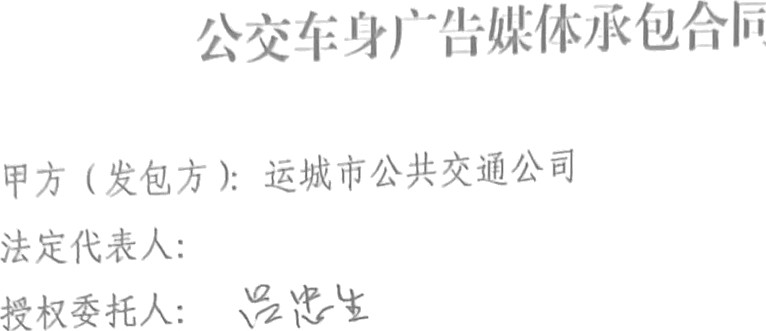 公交车身广告媒体承包合同
甲方（发包方）：运城市公共交通公司
法定代表人：
授权委托人： 吕忠生